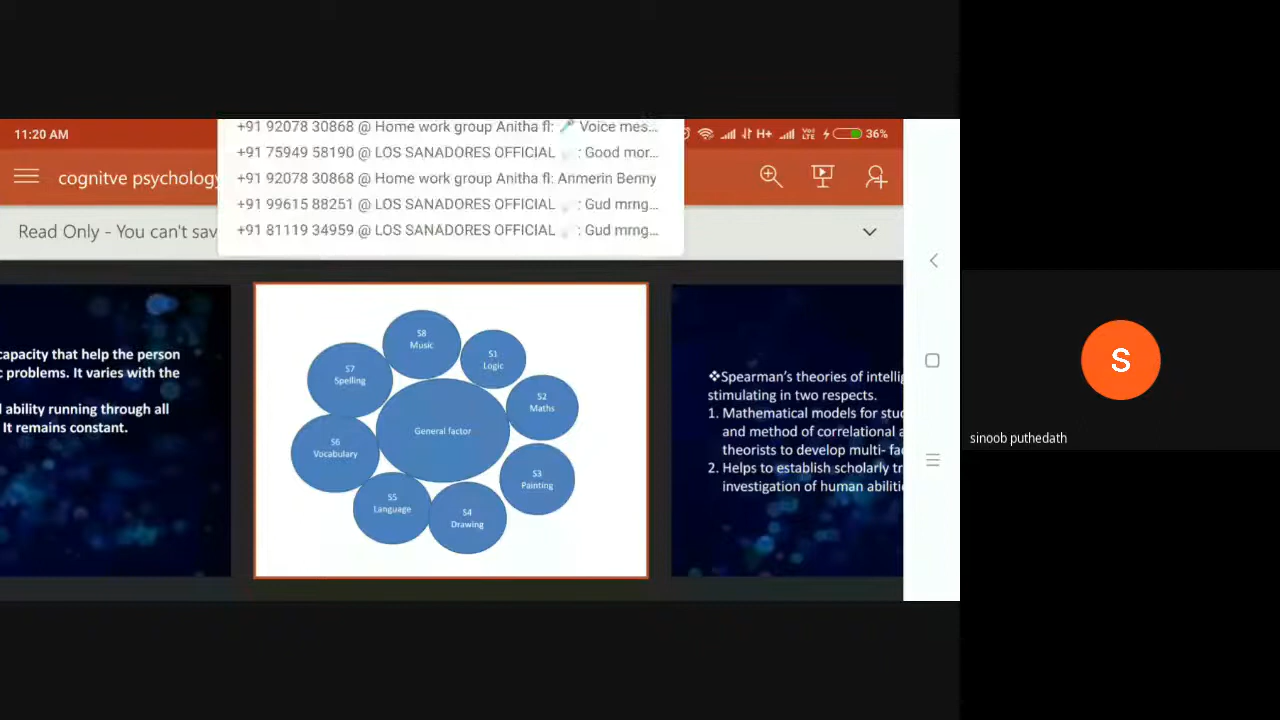 11:20 AM
+91 92078 30868 @ Home work group Anitha fl: 🎤 Voice mes...
H+
VoD LTE
36%
+91 75949 58190 @ LOS SANADORES OFFICIAL : Good mor...
cognitve psychology
+91 92078 30868 @ Home work group Anitha fl: Anmerin Benny
+91 99615 88251 @ LOS SANADORES OFFICIAL : Gud mrng...
Read Only - You can't sav
+91 81119 34959 @ LOS SANADORES OFFICIAL : Gud mrng...
capacity that help the person
problems. It varies with the
ability running through all
It remains constant.
S8
Music
S1
Logic
S7
Spelling
S2
Maths
General factor
S6
Vocabulary
S3
Painting
S5
Language
S4
Drawing
❖Spearman's theories of intellig
stimulating in two respects.
1. Mathematical models for stu
and method of correlational a
theorists to develop multi- fa
2. Helps to establish scholarly tr
investigation of human abiliti
S
sinoob puthedath